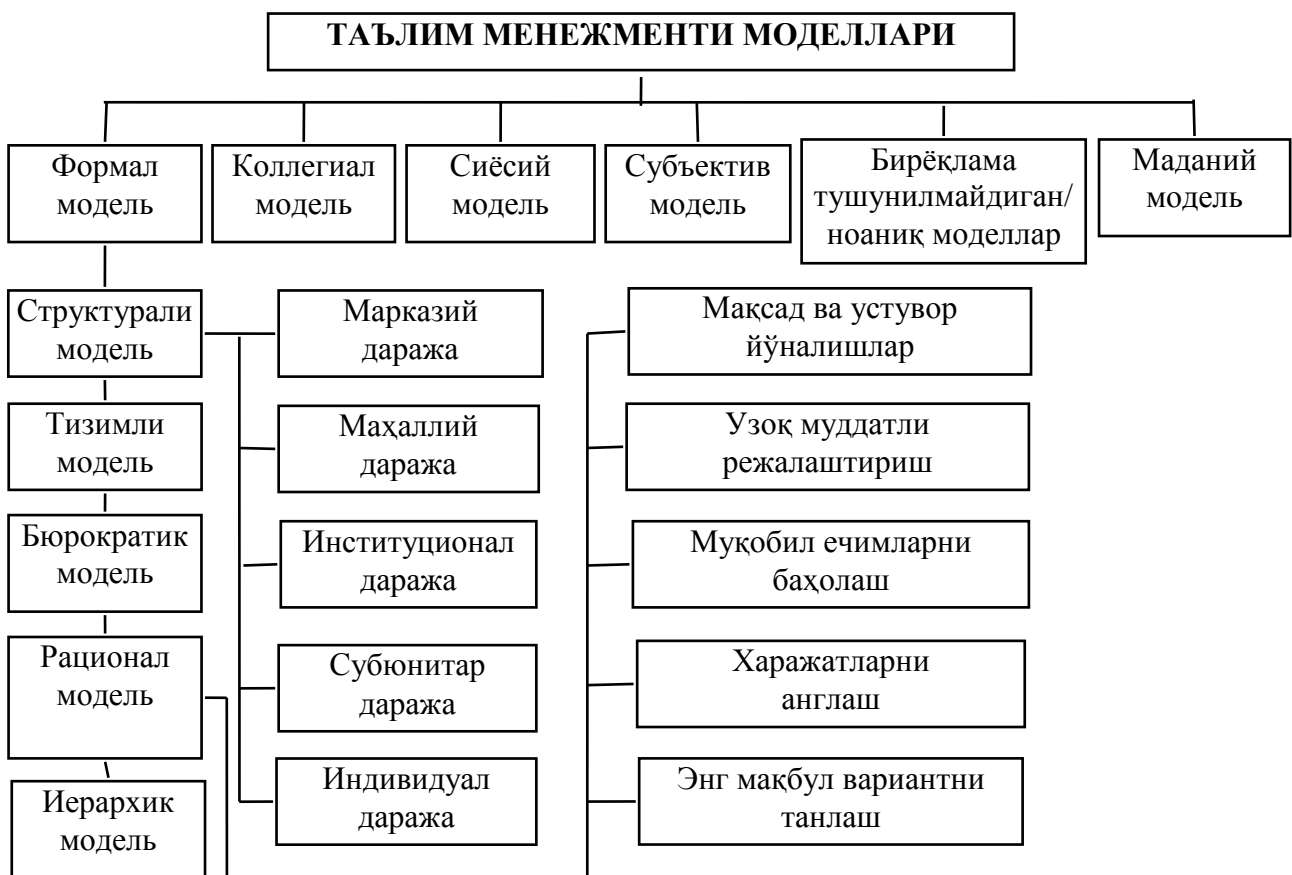 ТАЪЛИМ МЕНЕЖМЕНТИ МОДЕЛЛАРИ
Формал
модель
Коллегиал
модель
Сиёсий
модель
Субъектив
модель
Бирёқлама
тушунилмайдиган/
ноаниқ моделлар
Маданий
модель
Структурали
модель
Марказий
даража
Мақсад ва устувор
йўналишлар
Тизимли
модель
Маҳаллий
даража
Узоқ муддатли
режалаштириш
Бюрократик
модель
Институционал
даража
Муқобил ечимларни
баҳолаш
Рационал
модель
Субюнитар
даража
Харажатларни
англаш
Иерархик
модель
Индивидуал
даража
Энг мақбул вариантни
танлаш